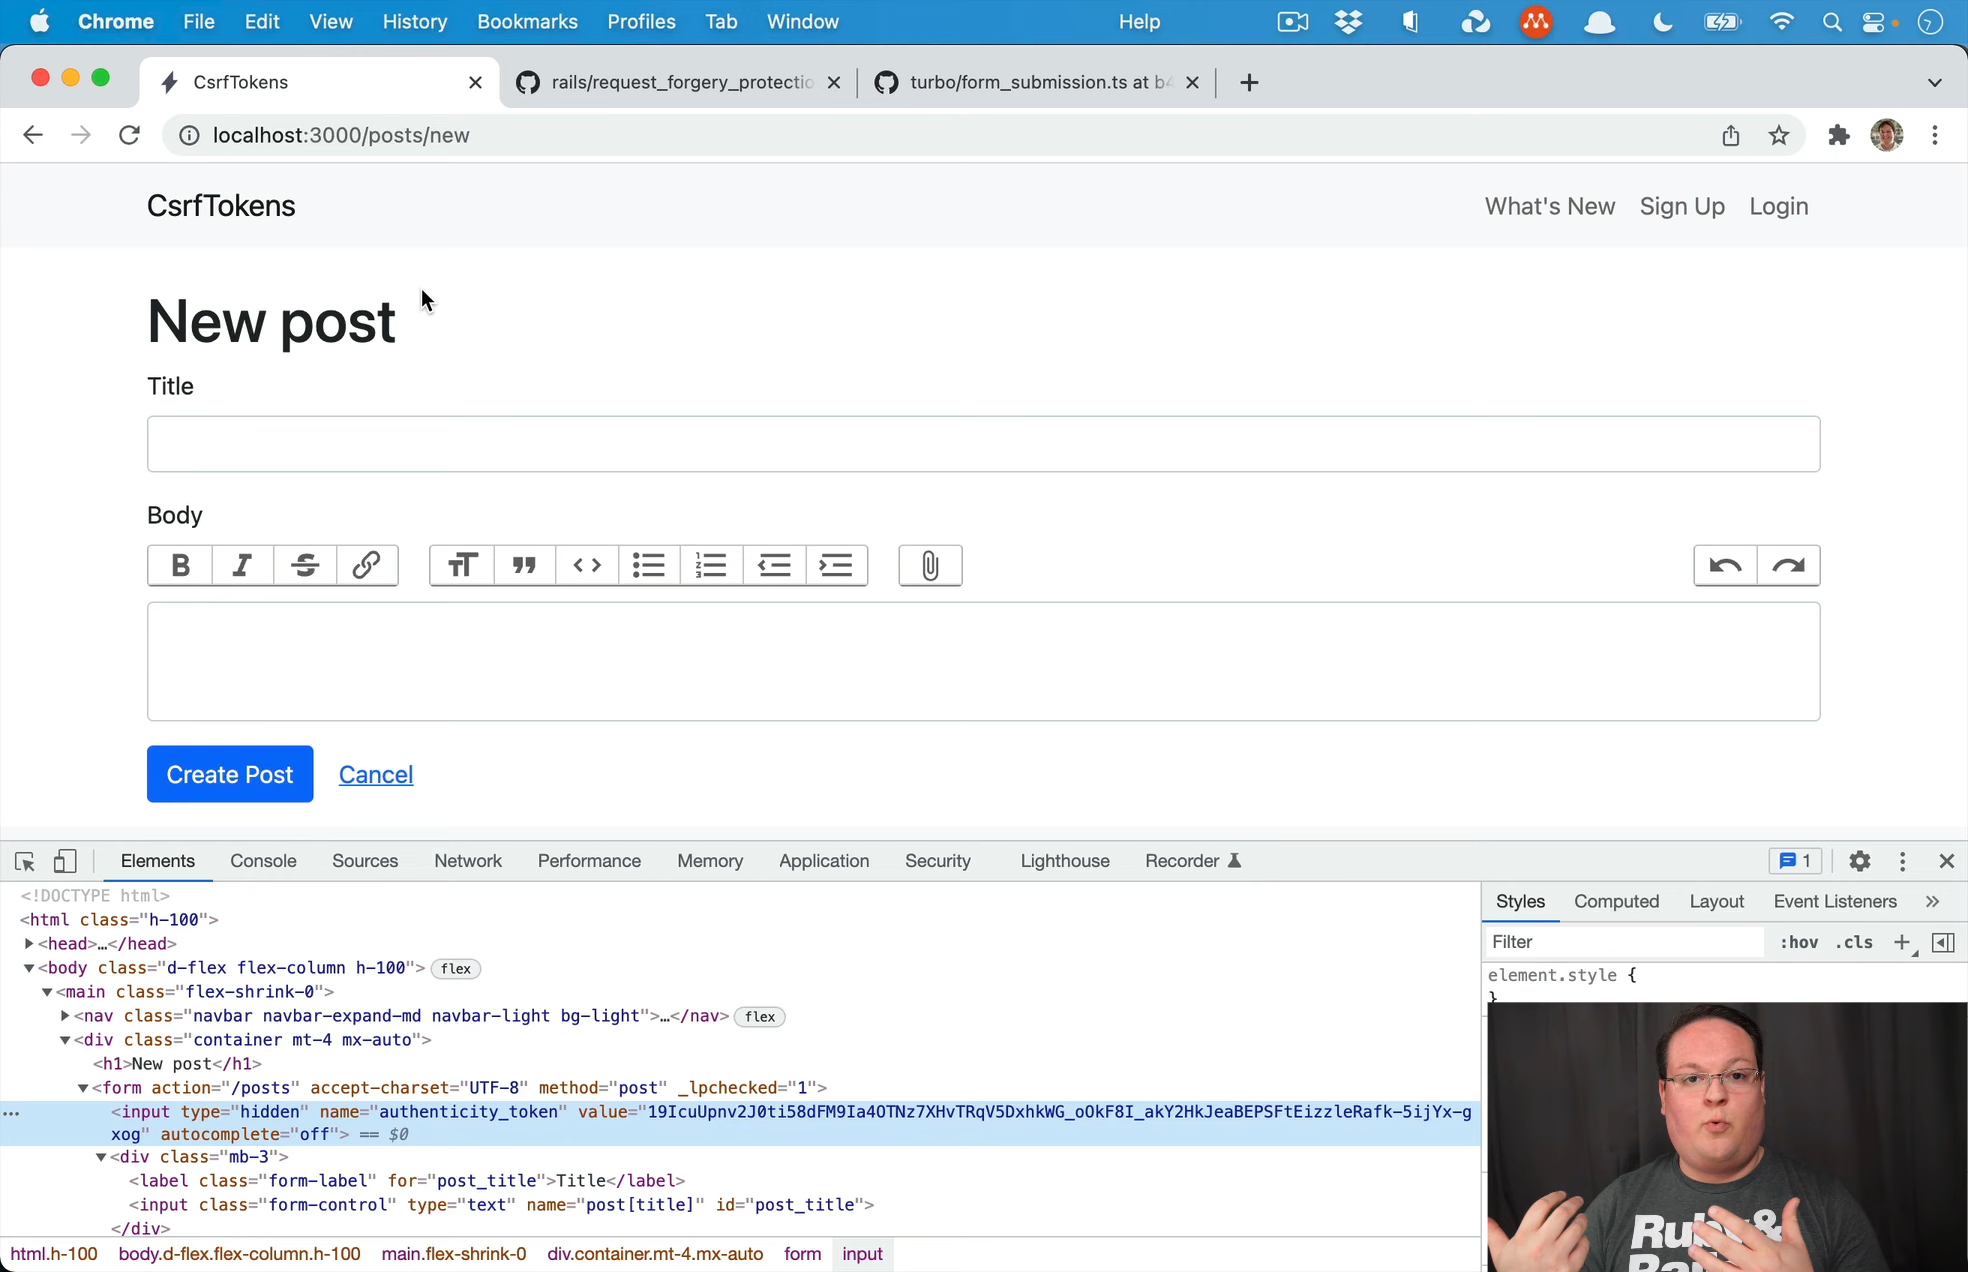 Chrome File Edit View History Bookmarks Profiles Tab Window Help
CsrfTokens
rails/request_forgery_protectio
turbo/form_submission.ts at b4
localhost:3000/posts/new
CsrfTokens
What's New Sign Up Login
New post
Title
Body
Create Post Cancel
Elements Console Sources Network Performance Memory Application Security Lighthouse Recorder 1
<!DOCTYPE html>
<html class="h-100">
<head>…</head>
<body class="d-flex flex-column h-100"> flex
<main class="flex-shrink-0">
<nav class="navbar navbar-expand-md navbar-light bg-light">…</nav> flex
<div class="container mt-4 mx-auto">
<h1>New post</h1>
<form action="/posts" accept-charset="UTF-8" method="post" _lpchecked="1">
<input type="hidden" name="authenticity_token" value="19IcuUpnv2J0ti58dFM9Ia4OTNz7XHvTRqV5DxhkWG_oOkF8I_akY2HkJeaBEPSFtEizzleRafk-5ijYx-g
xog" autocomplete="off"> == $0
<div class="mb-3">
<label class="form-label" for="post_title">Title</label>
<input class="form-control" type="text" name="post[title]" id="post_title">
</div>
html.h-100 body.d-flex.flex-column.h-100 main.flex-shrink-0 div.container.mt-4.mx-auto form input
Styles Computed Layout Event Listeners
Filter :hov .cls
element.style {
}